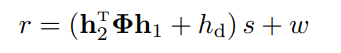 r = (𝐡₂ᵀ𝚽𝐡₁ + h_d) s + w